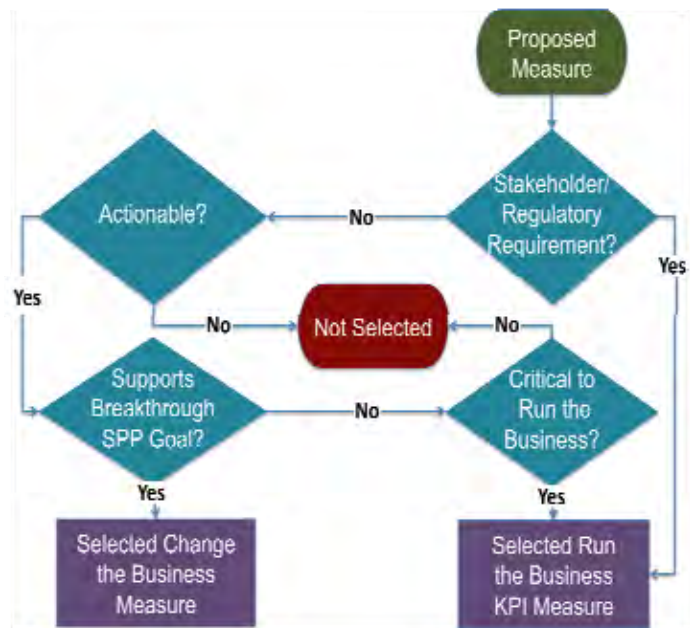 Proposed
Measure
Stakeholder/
Regulatory
Requirement?
No
Actionable?
Yes
Yes
No
Not Selected
No
Supports
Breakthrough
SPP Goal?
No
Critical to
Run the
Business?
Yes
Yes
Selected Change
the Business
Measure
Selected Run
the Business
KPI Measure